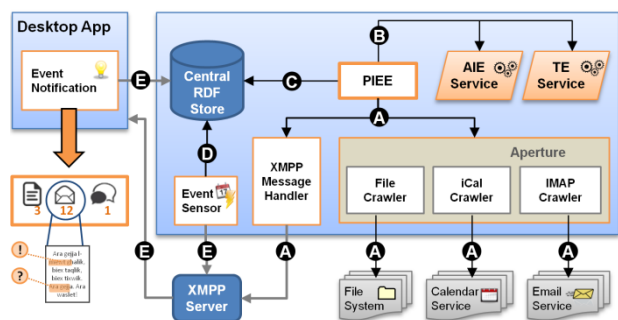 Desktop App
Event
Notification
E
Central
RDF
Store
C
PIEE
B
AIE
Service
TE
Service
A
D
Event
Sensor
17
XMPP
Message
Handler
Aperture
File
Crawler
iCal
Crawler
IMAP
Crawler
3
12
1
!
?
E
E
A
A
A
A
XMPP
Server
File
System
Calendar
Service
Email
Service